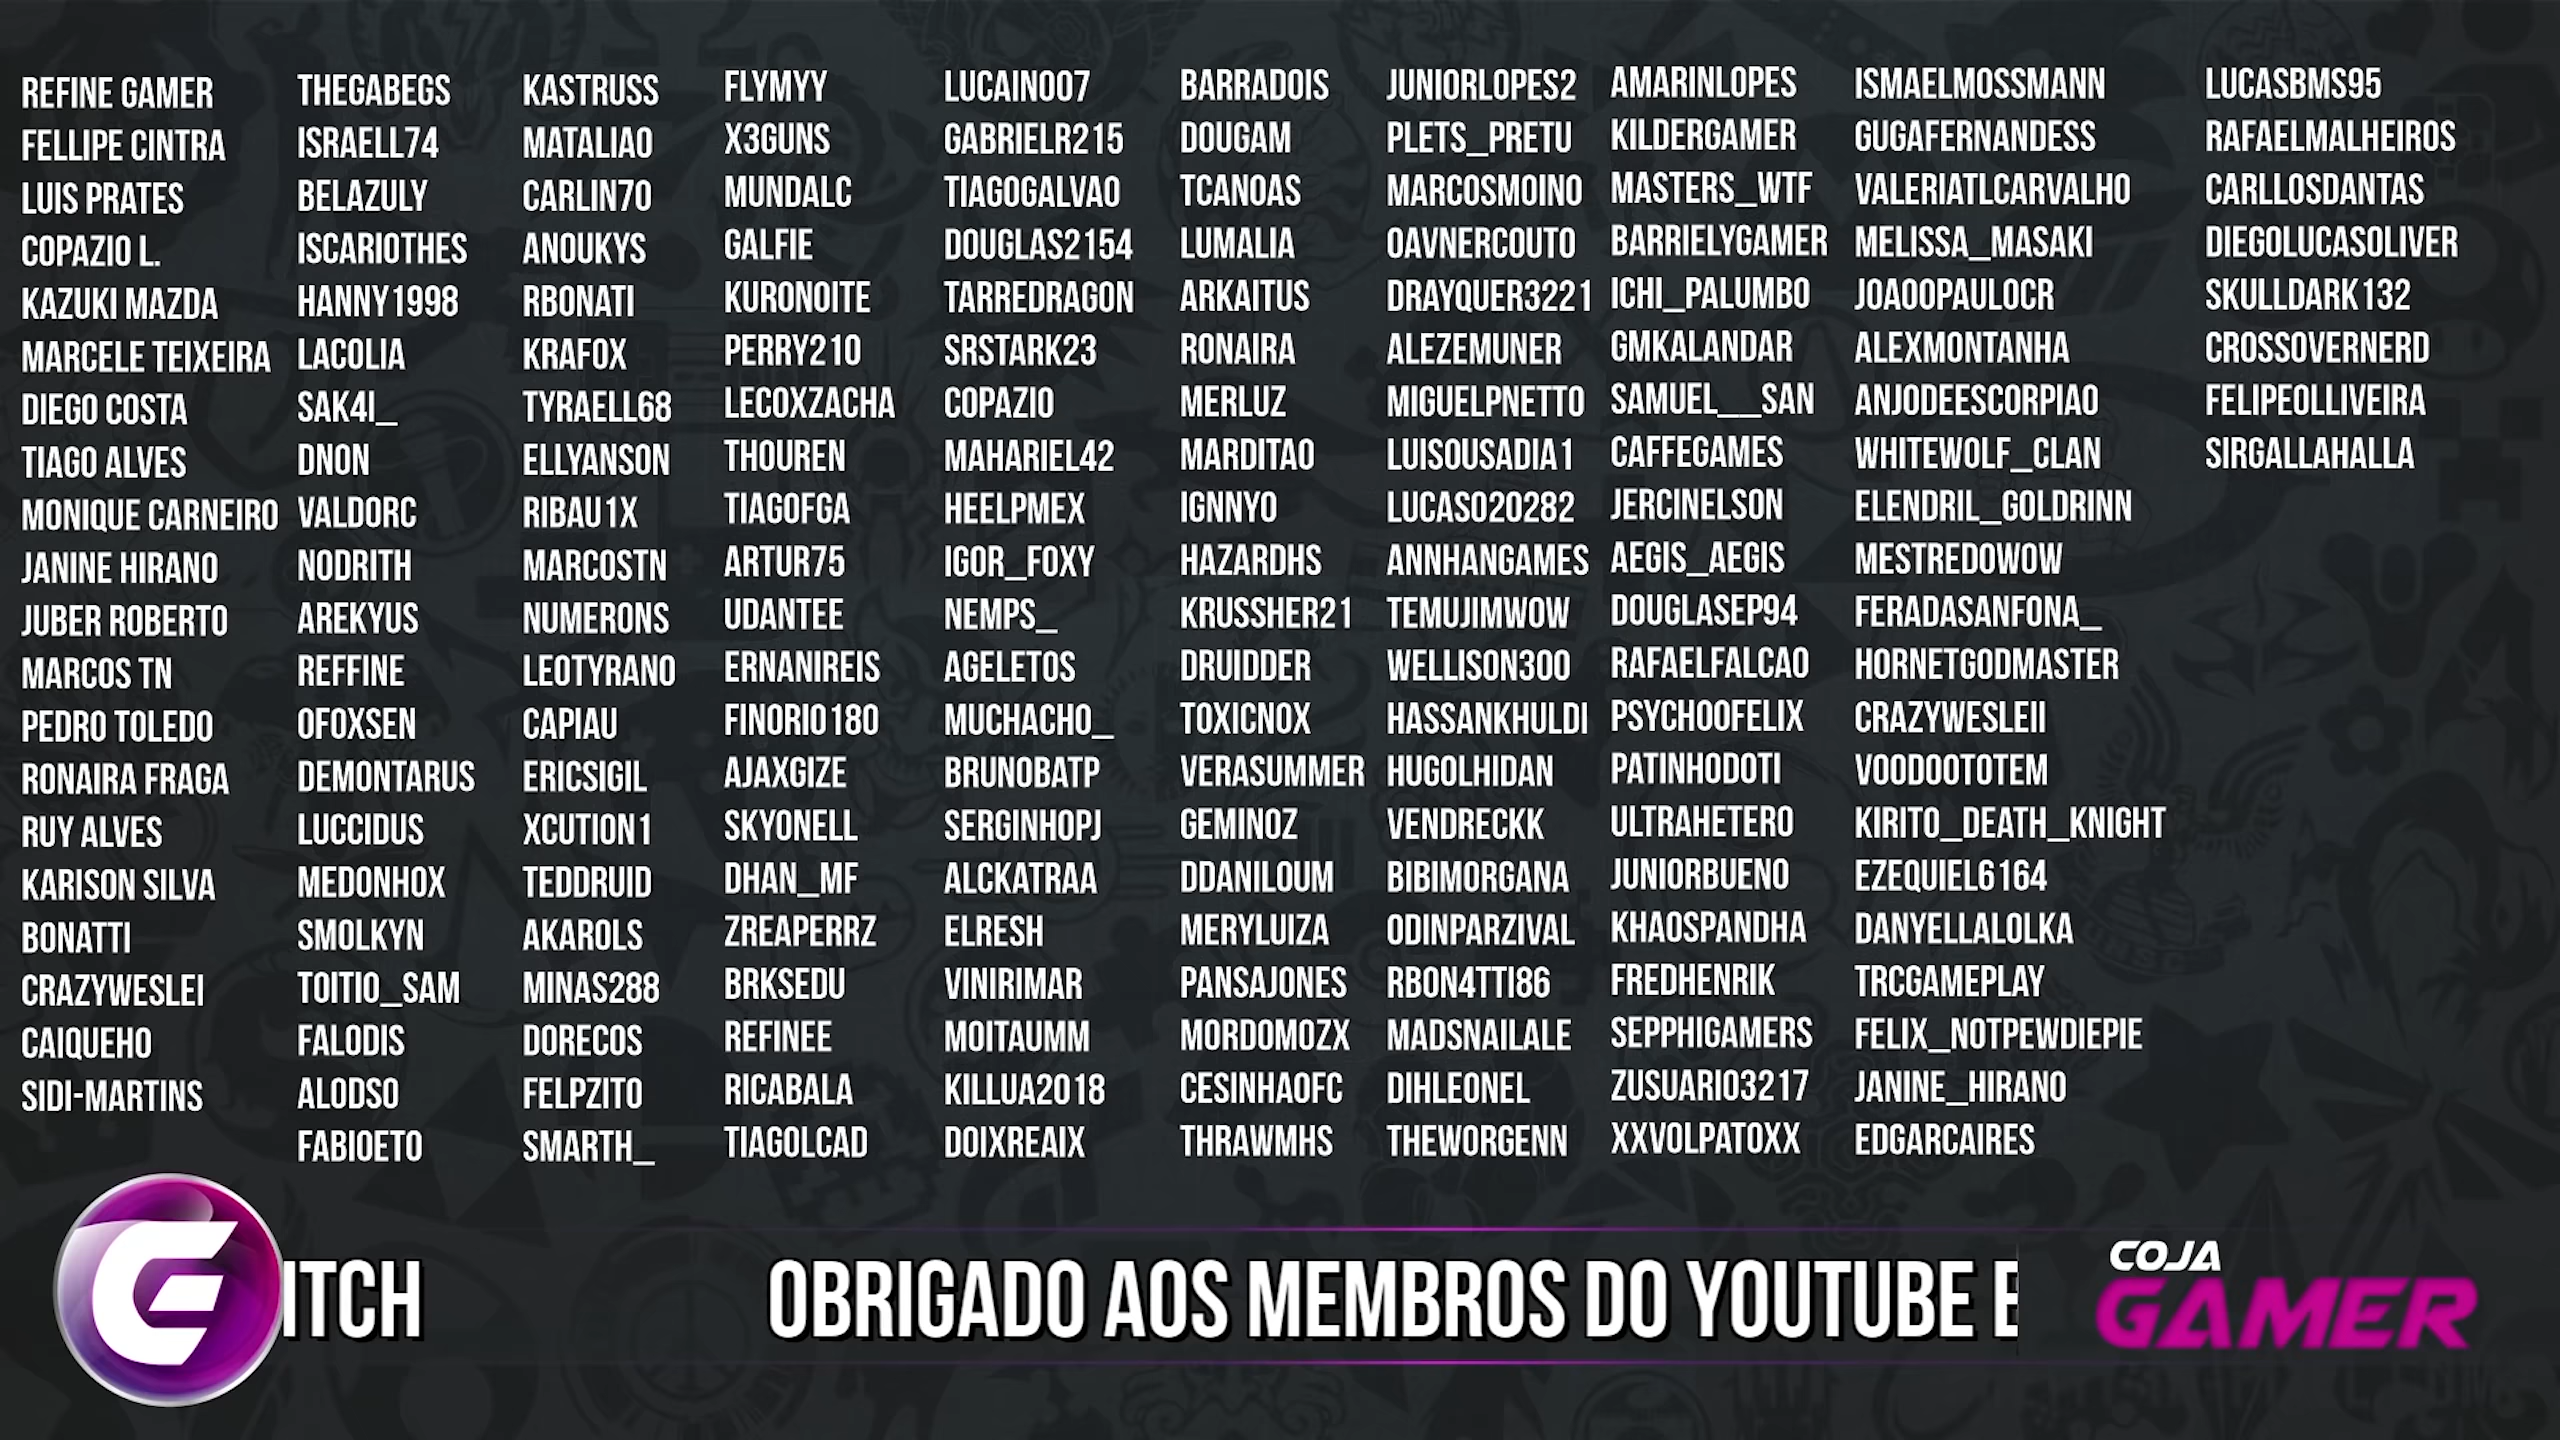 REFINE GAMER
FELLIPE CINTRA
LUIS PRATES
COPAZIO L.
KAZUKI MAZDA
MARCELE TEIXEIRA
DIEGO COSTA
TIAGO ALVES
MONIQUE CARNEIRO
JANINE HIRANO
JUBER ROBERTO
MARCOS TN
PEDRO TOLEDO
RONAIRA FRAGA
RUY ALVES
KARISON SILVA
BONATTI
CRAZYWESLEI
CAIQUEHO
SIDI-MARTINS
THEGABEGS
ISRAELL74
BELAZULY
ISCARIOTHES
HANNY1998
LACOLIA
SAK4I_
DNON
VALDORC
NODRITH
AREKYUS
REFFINE
OFOXSEN
DEMONTARUS
LUCCIDUS
MEDONHOX
SMOLKYN
TOITIO_SAM
FALODIS
ALODSO
FABIOETO
KASTRUSS
MATALIAO
CARLIN70
ANOUKYS
RBONATI
KRAFOX
TYRAELL68
ELLYANSON
RIBAU1X
MARCOSTN
NUMERONS
LEOTYRANO
CAPIAU
ERICSIGIL
XCUTION1
TEDDRUID
AKAROLS
MINAS288
DORECOS
FELPZITO
SMARTH_
FLYMYY
X3GUNS
MUNDALC
GALFIE
KURONOITE
PERRY210
LECOXZACHA
THOUREN
TIAGOFGA
ARTUR75
UDANTEE
ERNANIREIS
FINORIO180
AJAXGIZE
SKYONELL
DHAN_MF
ZREAPERRZ
BRKSEDU
REFINEE
RICABALA
TIAGOLCAD
LUCAIN007
GABRIELR215
TIAGOGALVAO
DOUGLAS2154
TARREDRAGON
SRSTARK23
COPAZIO
MAHARIEL42
HEELPMEX
IGOR_FOXY
NEMPS_
AGELETOS
MUCHACHO_
BRUNOBATP
SERGINHOPJ
ALCKATRAA
ELRESH
VINIRIMAR
MOITAUMM
KILLUA2018
DOIXREAIX
BARRADOIS
DOUGAM
TCANOAS
LUMALIA
ARKAITUS
RONAIRA
MERLUZ
MARDITAO
IGNNYO
HAZARDHS
KRUSSHER21
DRUIDDER
TOXICNOX
VERASUMMER
GEMINOZ
DDANILOUM
MERYLUIZA
PANSAJONES
MORDOMOZX
CESINHAOFC
THRAWMHS
JUNIORLOPES2
PLETS_PRETU
MARCOSMOINO
OAVNERCOUTO
DRAYQUER3221
ALEZEMUNER
MIGUELPNETTO
LUISOUSADIA1
LUCAS020282
ANNHANGAMES
TEMUJIMWOW
WELLISON300
HASSANKHULDI
HUGOLHIDAN
VENDRECKK
BIBIMORGANA
ODINPARZIVAL
RBON4TTI86
MADSNAILALE
DIHLEONEL
THEWORGENN
AMARINLOPES
KILDERGAMER
MASTERS_WTF
BARRIELYGAMER
ICHI_PALUMBO
GMKALANDAR
SAMUEL__SAN
CAFFEGAMES
JERCINELSON
AEGIS_AEGIS
DOUGLASEP94
RAFAELFALCAO
PSYCHOOFELIX
PATINHODOTI
ULTRAHETERO
JUNIORBUENO
KHAOSPANDHA
FREDHENRIK
SEPPHIGAMERS
ZUSUARIO3217
XXVOLPATOXX
ISMAELMOSSMANN
GUGAFERNANDESS
VALERIATLCARVALHO
MELISSA_MASAKI
JOAOOPAULOCR
ALEXMONTANHA
ANJODEESCORPIAO
WHITEWOLF_CLAN
ELENDRIL_GOLDRINN
MESTREDOWOW
FERADASANFONA_
HORNETGODMASTER
CRAZYWESLEII
VOODOOTOTEM
KIRITO_DEATH_KNIGHT
EZEQUIEL6164
DANYELLALOLKA
TRCGAMEPLAY
FELIX_NOTPEWDIEPIE
JANINE_HIRANO
EDGARCAIRES
LUCASBMS95
RAFAELMALHEIROS
CARLLOSDANTAS
DIEGOLUCASOLIVER
SKULLDARK132
CROSSOVERNERD
FELIPEOLLIVEIRA
SIRGALLAHALLA
ITCH OBRIGADO AOS MEMBROS DO YOUTUBE E
COJA
GAMER